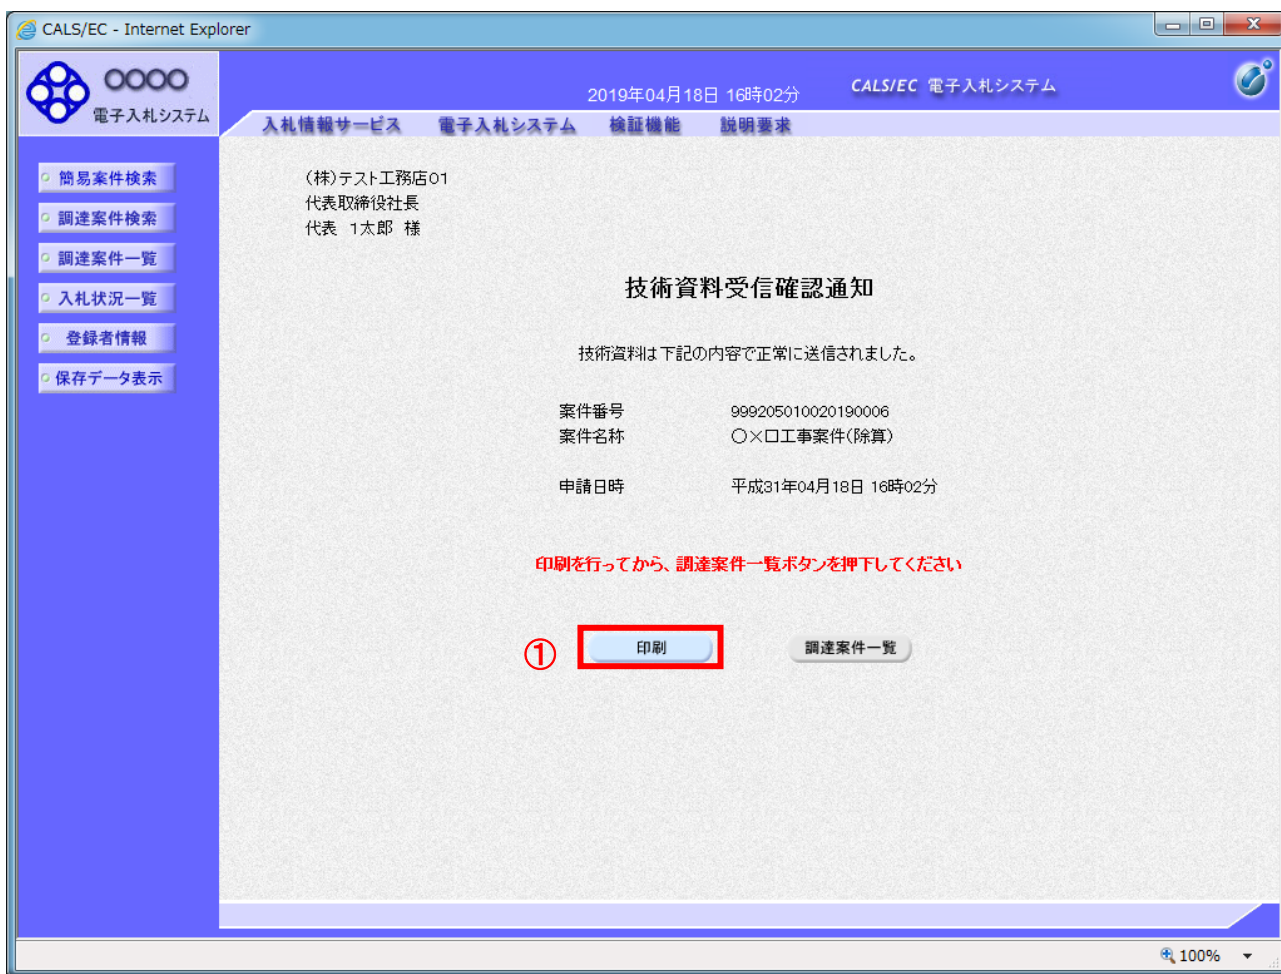 CALS/EC - Internet Explorer
○○○○
電子入札システム
2019年04月18日 16時02分
CALS/EC 電子入札システム
入札情報サービス 電子入札システム 検証機能 説明要求
簡易案件検索
調達案件検索
調達案件一覧
入札状況一覧
登録者情報
保存データ表示
(株)テスト工務店01
代表取締役社長
代表 1太郎 様
技術資料受信確認通知
技術資料は下記の内容で正常に送信されました。
案件番号 999205010020190006
案件名称 ○×口工事案件(除算)
申請日時 平成31年04月18日 16時02分
印刷を行ってから、調達案件一覧ボタンを押下してください
① 印刷 調達案件一覧
100%